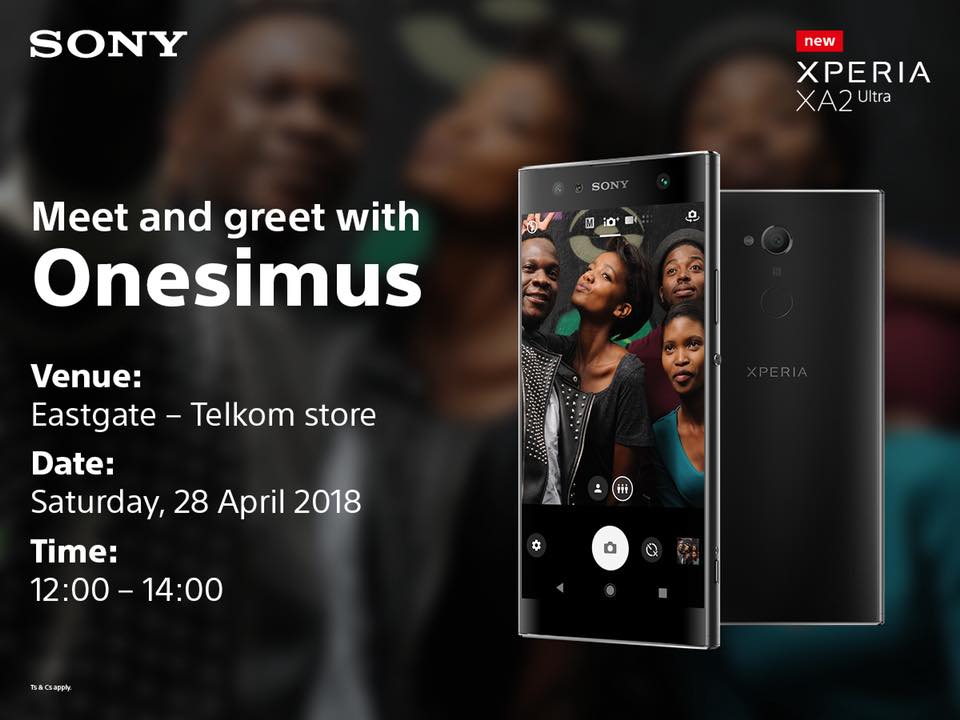 SONY
new
XPERIA
XA2 Ultra
Meet and greet with
Onesimus
Venue:
Eastgate – Telkom store
Date:
Saturday, 28 April 2018
Time:
12:00 – 14:00
SONY
M
XPERIA
Ts & Cs apply.